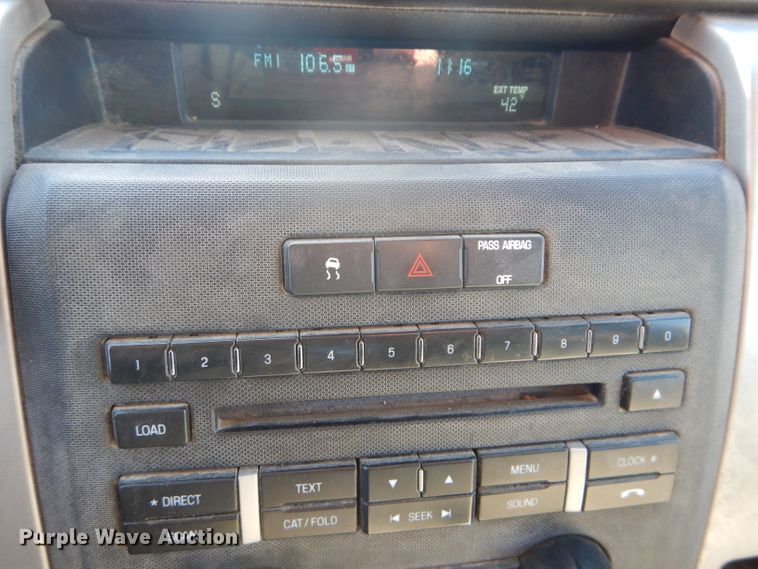 FM1 106.5 11:16
EXT TEMP
S 42°
PASS AIRBAG
OFF
1 2 3 4 5 6 7 8 9 0
LOAD
* DIRECT TEXT MENU CLOCK *
CAT / FOLD SEEK SOUND
Purple Wave Auction